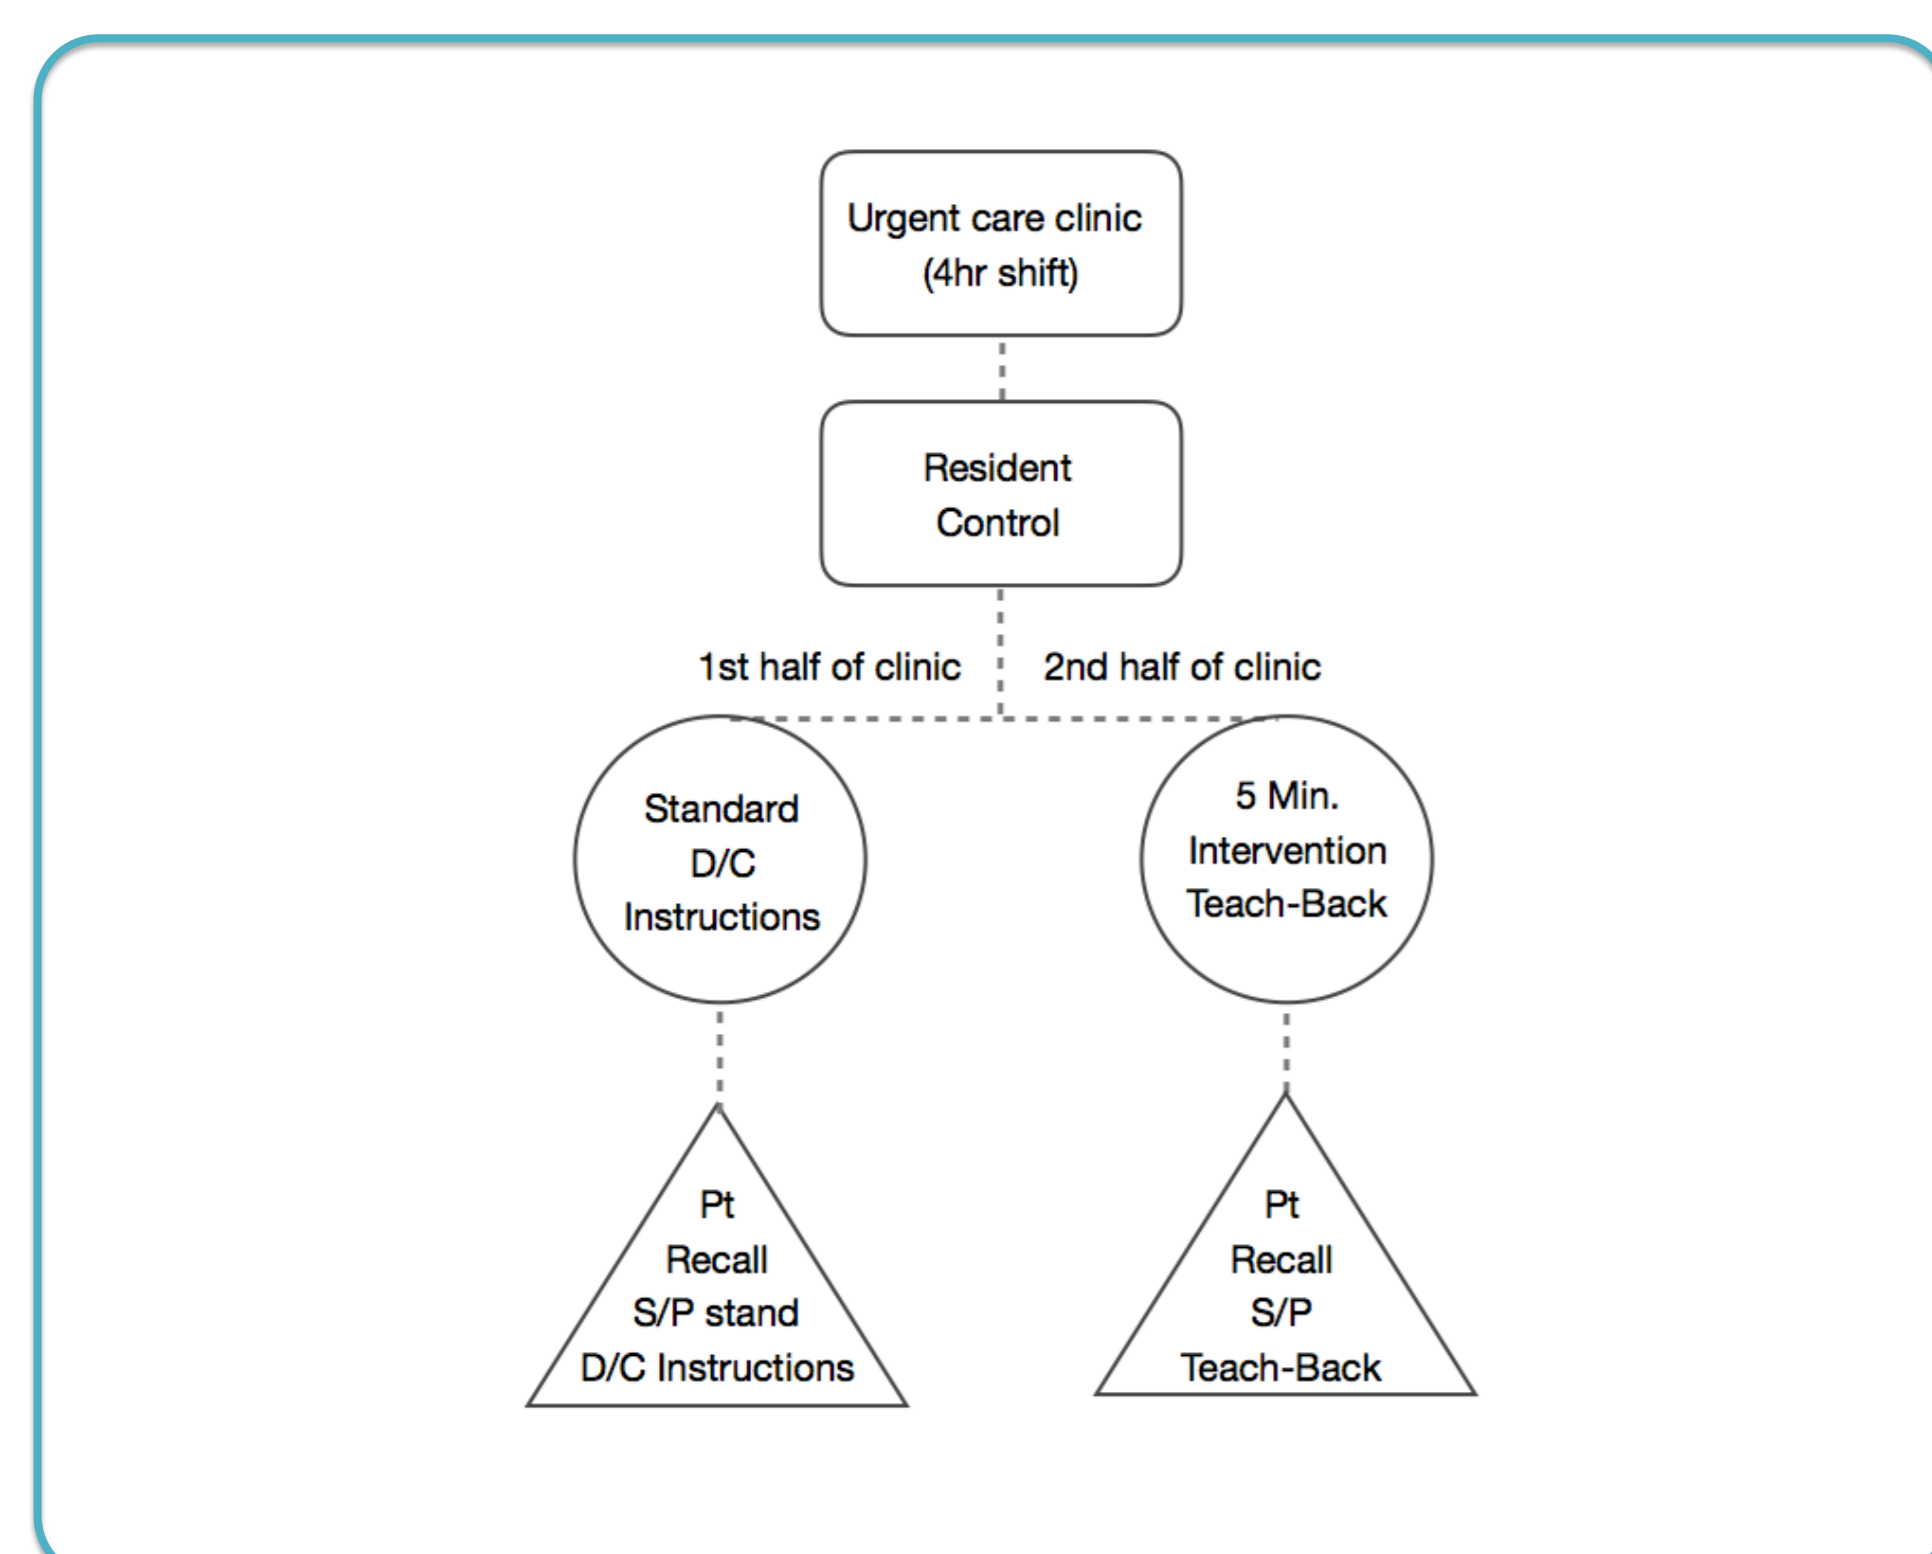 Urgent care clinic
(4hr shift)
Resident
Control
1st half of clinic
2nd half of clinic
Standard
D/C
Instructions
5 Min.
Intervention
Teach-Back
Pt
Recall
S/P stand
D/C Instructions
Pt
Recall
S/P
Teach-Back